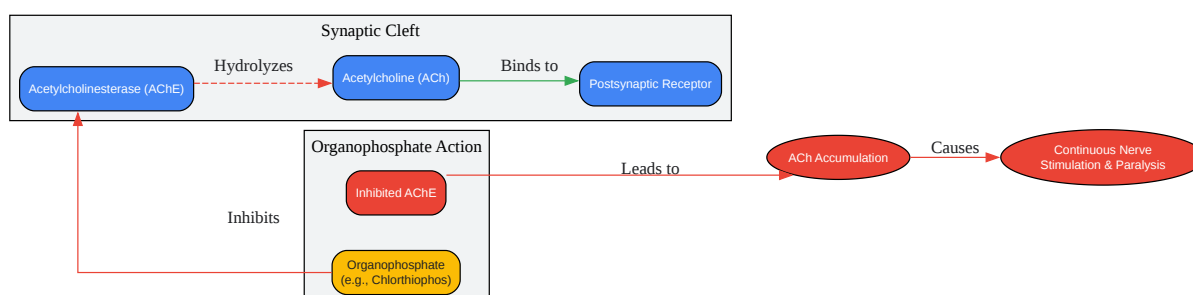 Synaptic Cleft
Hydrolyzes
Binds to
Acetylcholinesterase (AChE)
Acetylcholine (ACh)
Postsynaptic Receptor
Organophosphate Action
Inhibited AChE
Leads to
ACh Accumulation
Causes
Continuous Nerve
Stimulation & Paralysis
Inhibits
Organophosphate
(e.g., Chlorthiophos)